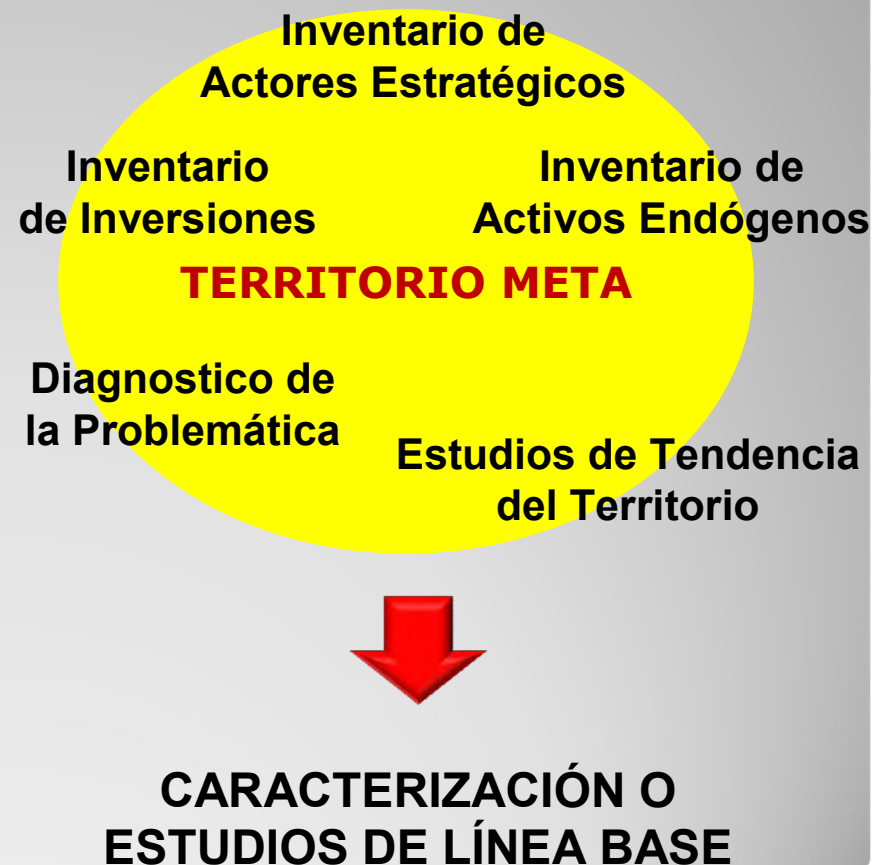 Inventario de
Actores Estratégicos
Inventario
de Inversiones
Inventario de
Activos Endógenos
TERRITORIO META
Diagnostico de
la Problemática
Estudios de Tendencia
del Territorio
CARACTERIZACIÓN O
ESTUDIOS DE LÍNEA BASE